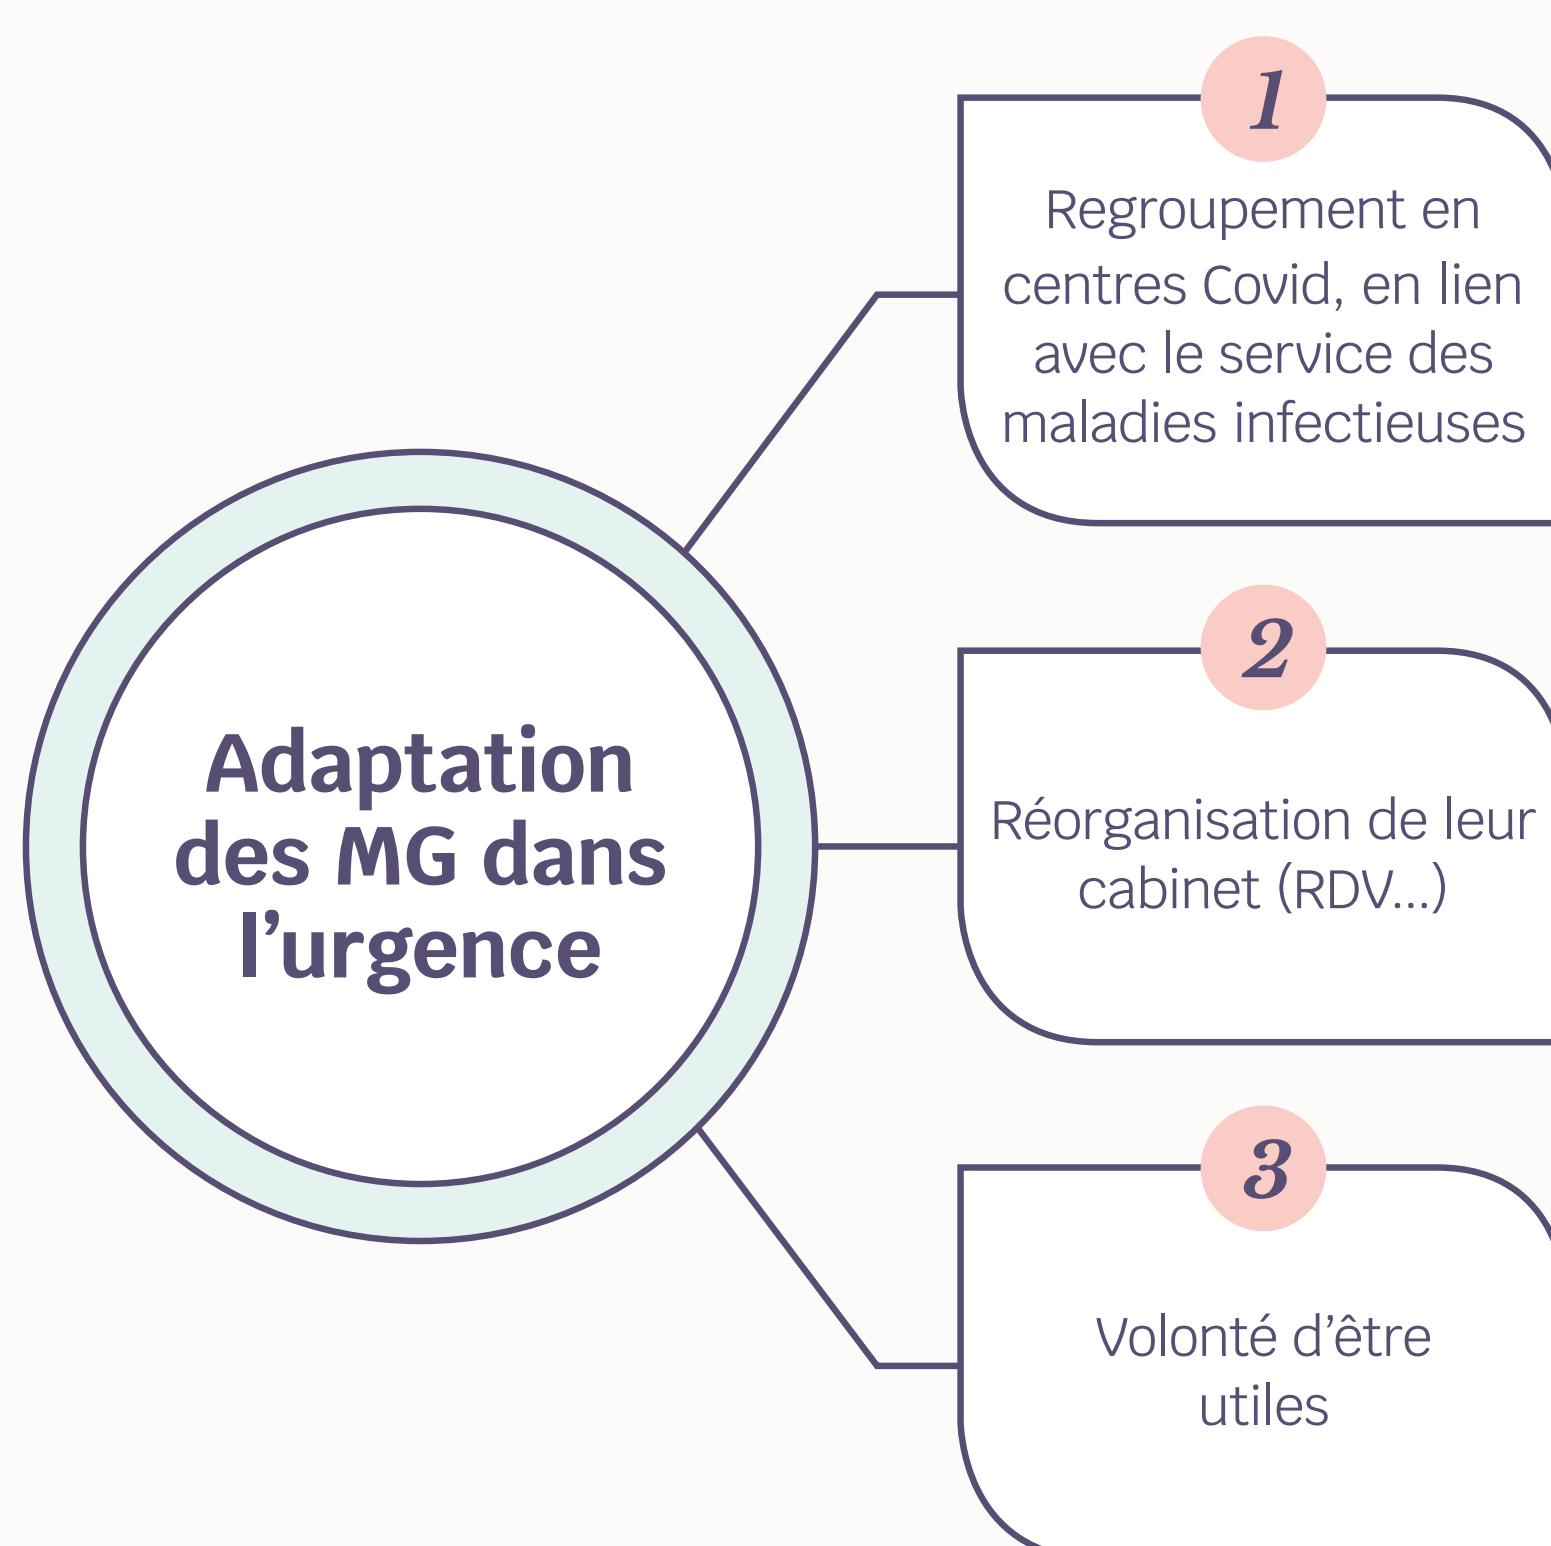 Adaptation
des MG dans
l’urgence
1
Regroupement en
centres Covid, en lien
avec le service des
maladies infectieuses
2
Réorganisation de leur
cabinet (RDV...)
3
Volonté d’être
utiles